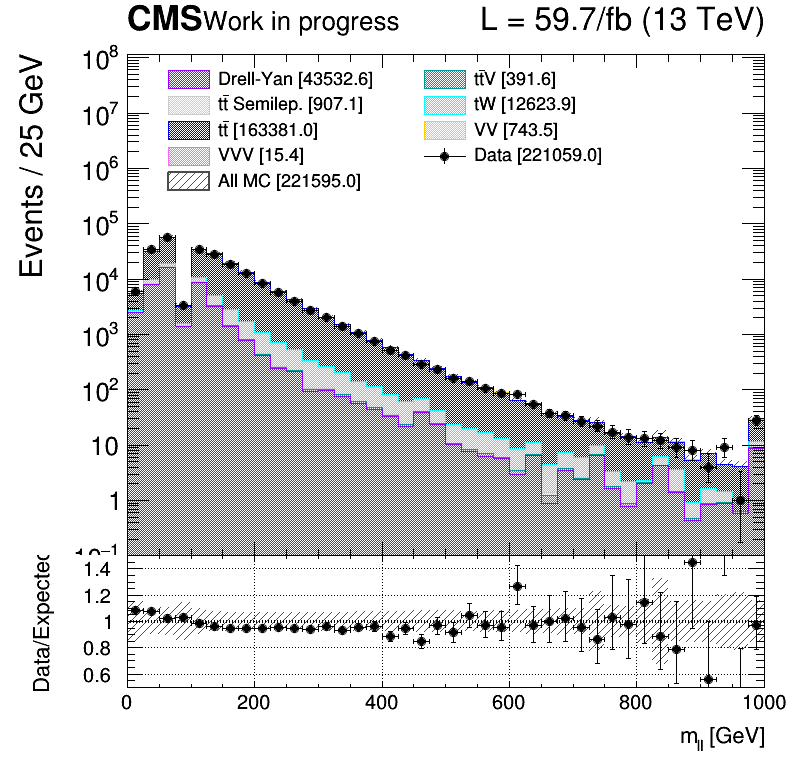 CMS Work in progress L = 59.7/fb (13 TeV)
Events / 25 GeV
10^8
10^7
10^6
10^5
10^4
10^3
10^2
10
1
10^-1
Drell-Yan [43532.6]
tt̄ Semilep. [907.1]
tt̄ [163381.0]
VVV [15.4]
All MC [221595.0]
tt̄V [391.6]
tW [12623.9]
VV [743.5]
Data [221059.0]
Data/Expected
1.4
1.2
1
0.8
0.6
0 200 400 600 800 1000
m_ll [GeV]